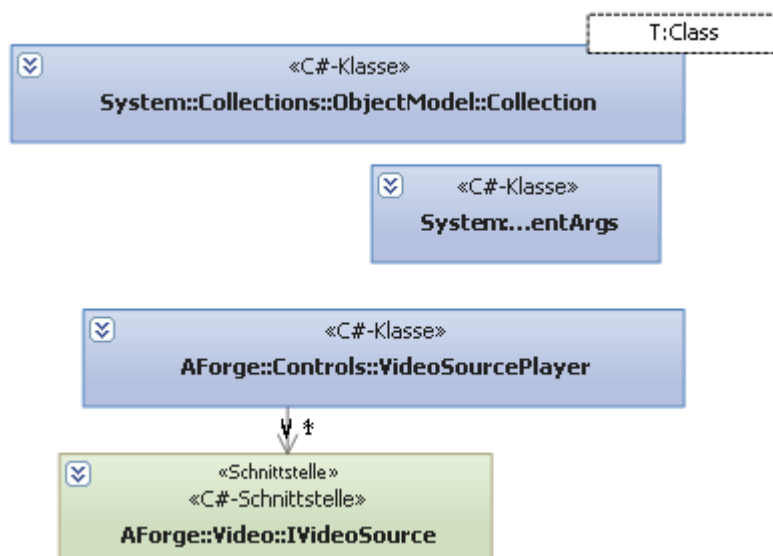 T:Class
«C#-Klasse»
System::Collections::ObjectModel::Collection
«C#-Klasse»
System:...entArgs
«C#-Klasse»
AForge::Controls::VideoSourcePlayer
*
«Schnittstelle»
«C#-Schnittstelle»
AForge::Video::IVideoSource